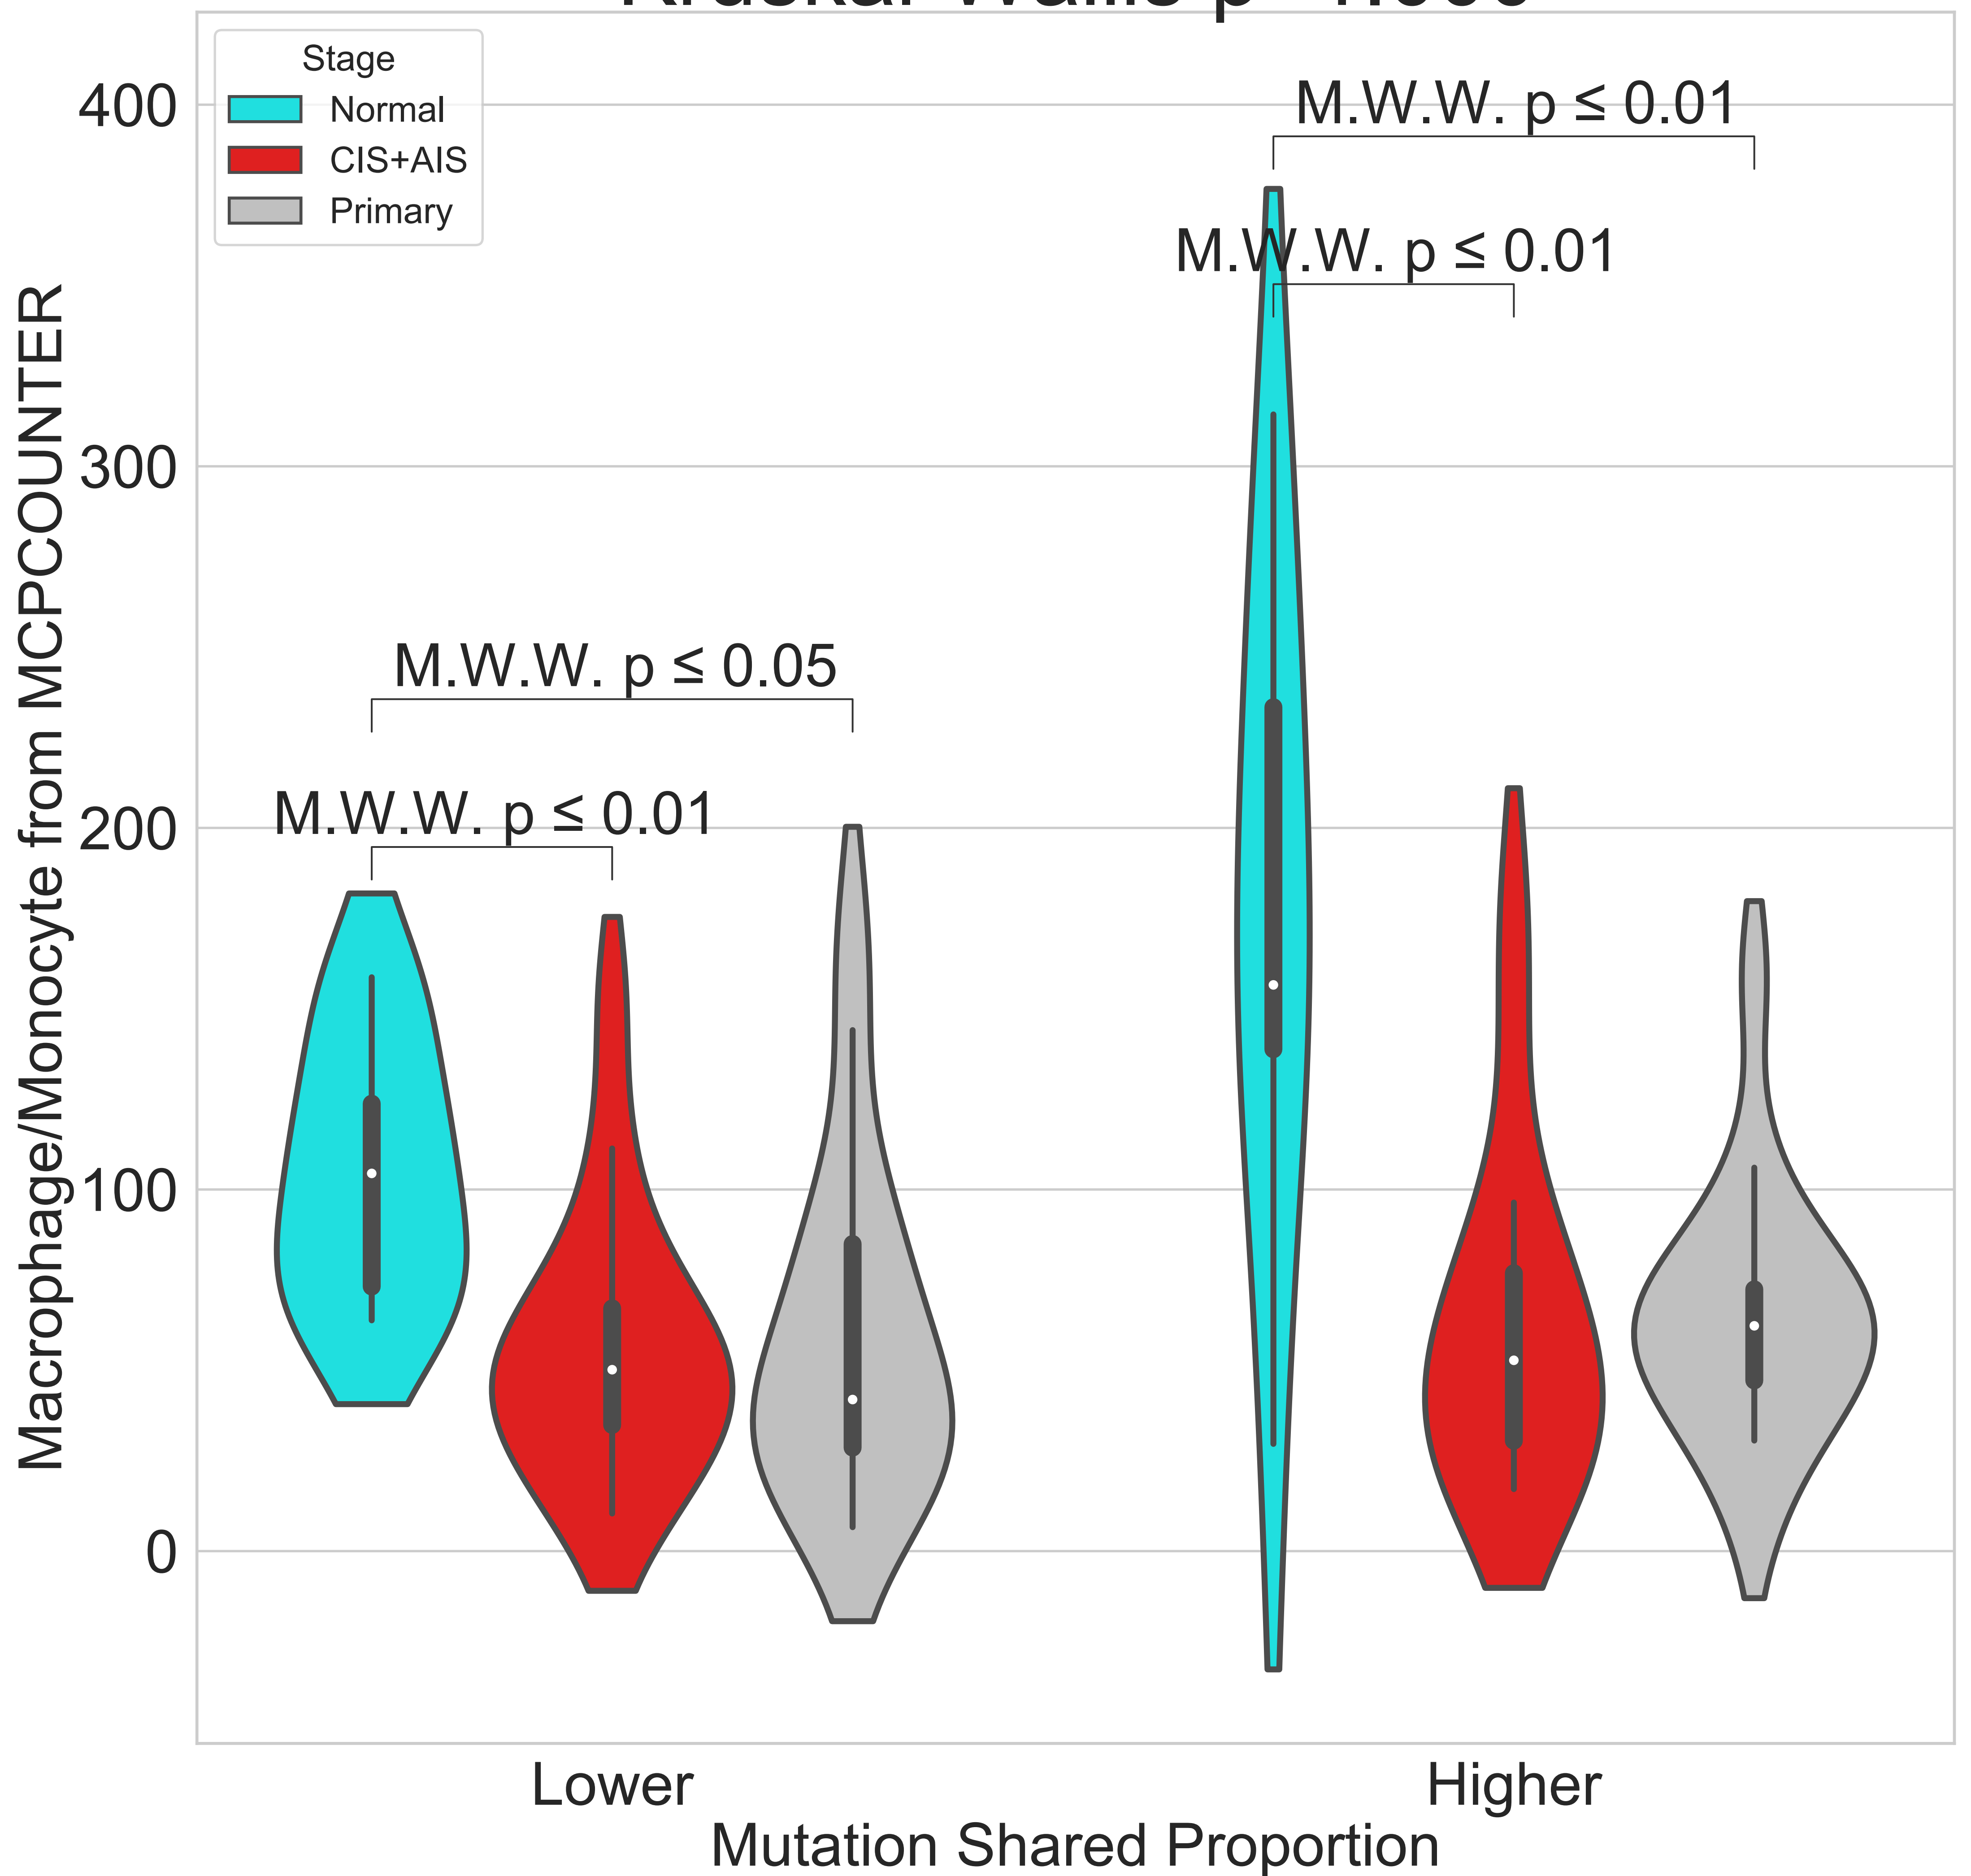 Stage
Normal
CIS+AIS
Primary
M.W.W. p ≤ 0.01
M.W.W. p ≤ 0.01
M.W.W. p ≤ 0.05
M.W.W. p ≤ 0.01
400
300
200
100
0
Macrophage/Monocyte from MCPCOUNTER
Lower
Higher
Mutation Shared Proportion